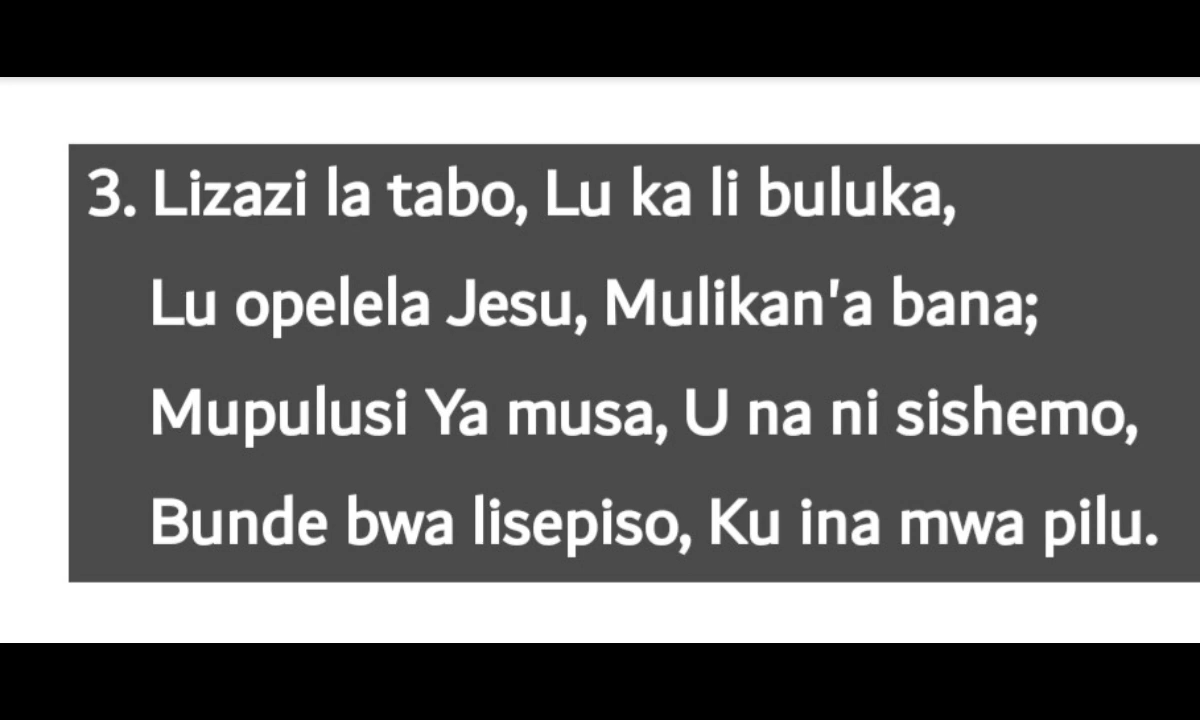 3. Lizazi la tabo, Lu ka li buluka,
Lu opelela Jesu, Mulikan'a bana;
Mupulusi Ya musa, U na ni sishemo,
Bunde bwa lisepiso, Ku ina mwa pilu.